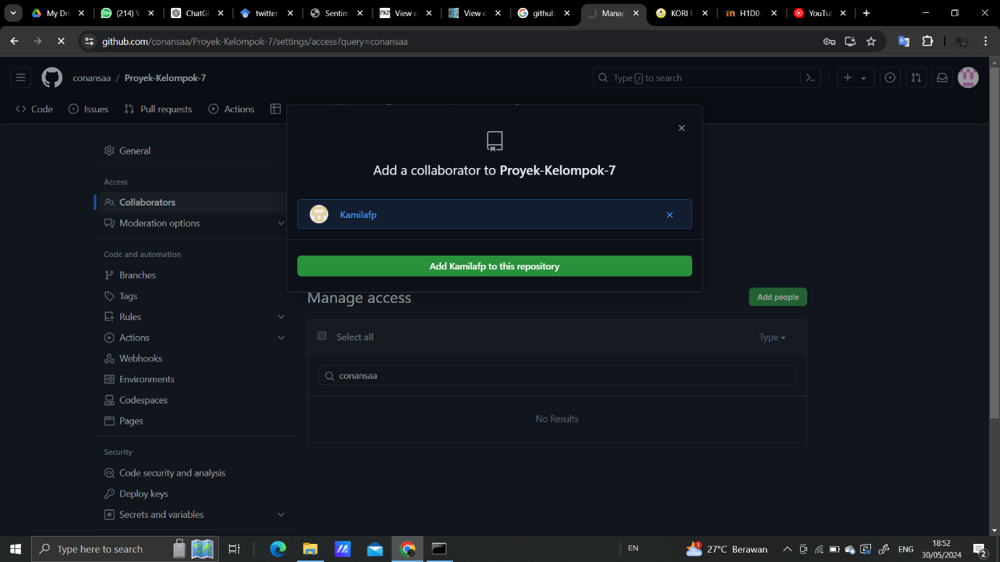 My Dri
(214) W
ChatGP
twitter
Sentim
View o
View o
github
Manag
KORI U
H1D0-
YouTub
github.com/conansaa/Proyek-Kelompok-7/settings/access?query=conansaa
conansaa / Proyek-Kelompok-7
Type / to search
Code
Issues
Pull requests
Actions
Add a collaborator to Proyek-Kelompok-7
Kamilafp
Add Kamilafp to this repository
General
Access
Collaborators
Moderation options
Code and automation
Branches
Tags
Rules
Actions
Webhooks
Environments
Codespaces
Pages
Security
Code security and analysis
Deploy keys
Secrets and variables
Manage access
Add people
Select all
Type
conansaa
No Results
Type here to search
EN
1
27°C Berawan
ENG
18:52
30/05/2024
2